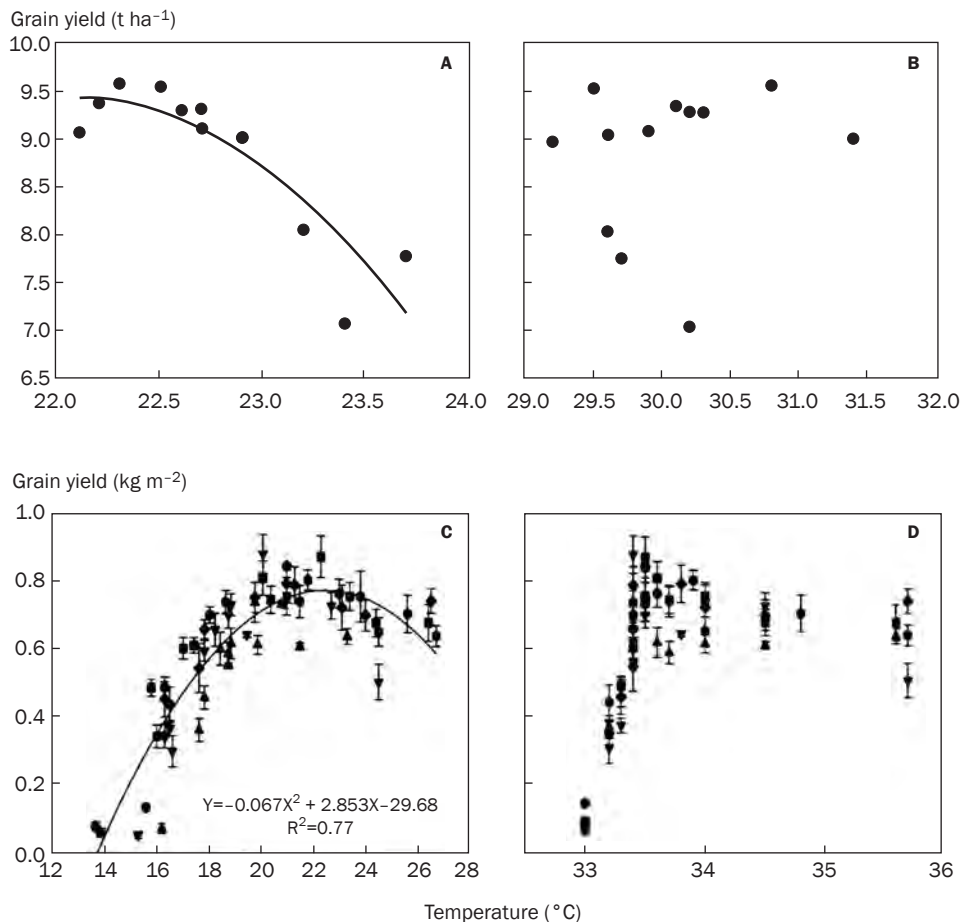 Grain yield (t ha⁻¹)
10.0
9.5
9.0
8.5
8.0
7.5
7.0
6.5
A
22.0 22.5 23.0 23.5 24.0
B
29.0 29.5 30.0 30.5 31.0 31.5 32.0
Grain yield (kg m⁻²)
1.0
0.8
0.6
0.4
0.2
0.0
C
Y=−0.067X² + 2.853X−29.68
R²=0.77
12 14 16 18 20 22 24 26 28
D
33 34 35 36
Temperature (°C)